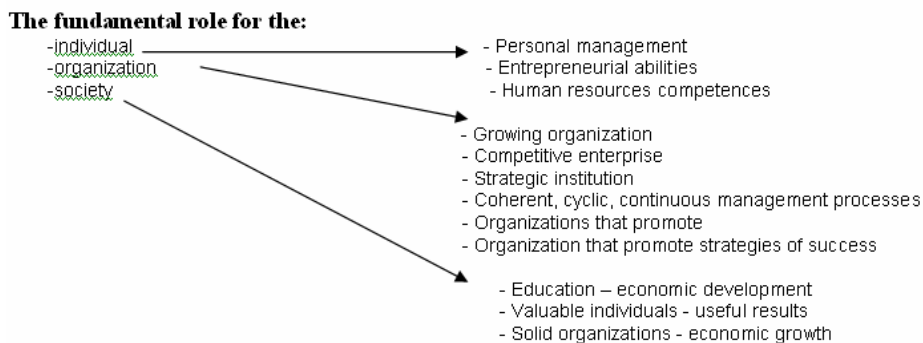 The fundamental role for the:
-individual
-organization
-society
- Personal management
- Entrepreneurial abilities
- Human resources competences
- Growing organization
- Competitive enterprise
- Strategic institution
- Coherent, cyclic, continuous management processes
- Organizations that promote
- Organization that promote strategies of success
- Education – economic development
- Valuable individuals - useful results
- Solid organizations - economic growth